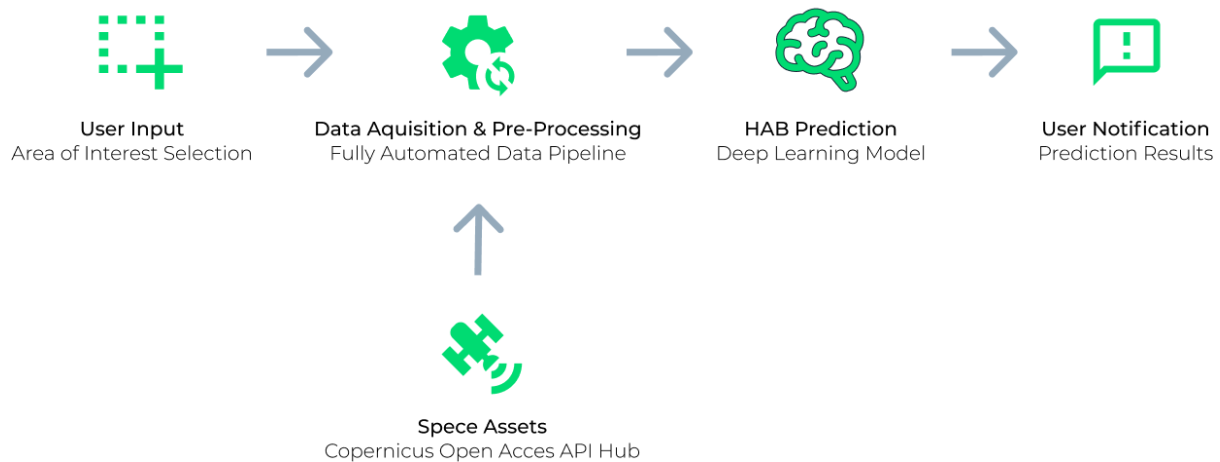 User Input
Area of Interest Selection
Data Aquisition & Pre-Processing
Fully Automated Data Pipeline
HAB Prediction
Deep Learning Model
User Notification
Prediction Results
Spece Assets
Copernicus Open Acces API Hub